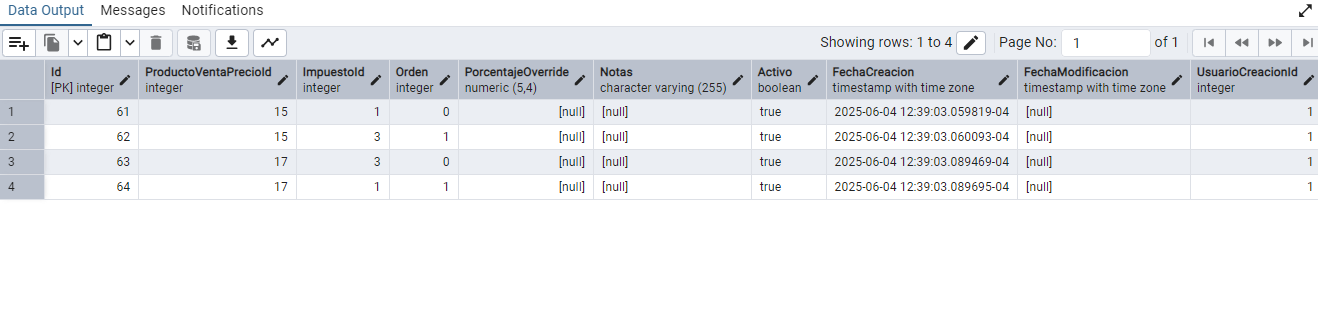 Data Output Messages Notifications
Showing rows: 1 to 4 Page No: 1 of 1
Id ProductoVentaPrecioId ImpuestoId Orden PorcentajeOverride Notas Activo FechaCreacion FechaModificacion UsuarioCreacionId
[PK] integer integer integer integer numeric (5,4) character varying (255) boolean timestamp with time zone timestamp with time zone integer
1 61 15 1 0 [null] [null] true 2025-06-04 12:39:03.059819-04 [null] 1
2 62 15 3 1 [null] [null] true 2025-06-04 12:39:03.060093-04 [null] 1
3 63 17 3 0 [null] [null] true 2025-06-04 12:39:03.089469-04 [null] 1
4 64 17 1 1 [null] [null] true 2025-06-04 12:39:03.089695-04 [null] 1